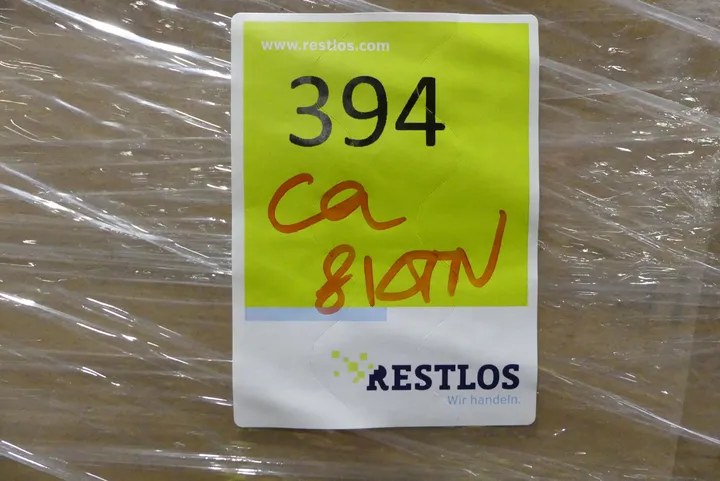 www.restlos.com
394
ca
8 KTN
RESTLOS
Wir handeln.